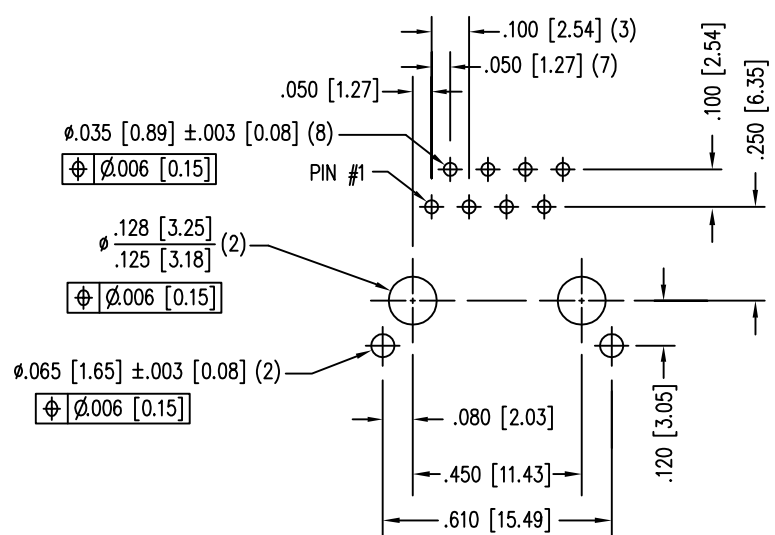 .100 [2.54] (3)
.050 [1.27] (7)
.050 [1.27]
.100 [2.54]
.250 [6.35]
ø.035 [0.89] ±.003 [0.08] (8)
⌖ Ø.006 [0.15]
PIN #1
ø .128 [3.25]
.125 [3.18] (2)
⌖ Ø.006 [0.15]
ø.065 [1.65] ±.003 [0.08] (2)
⌖ Ø.006 [0.15]
.080 [2.03]
.120 [3.05]
.450 [11.43]
.610 [15.49]